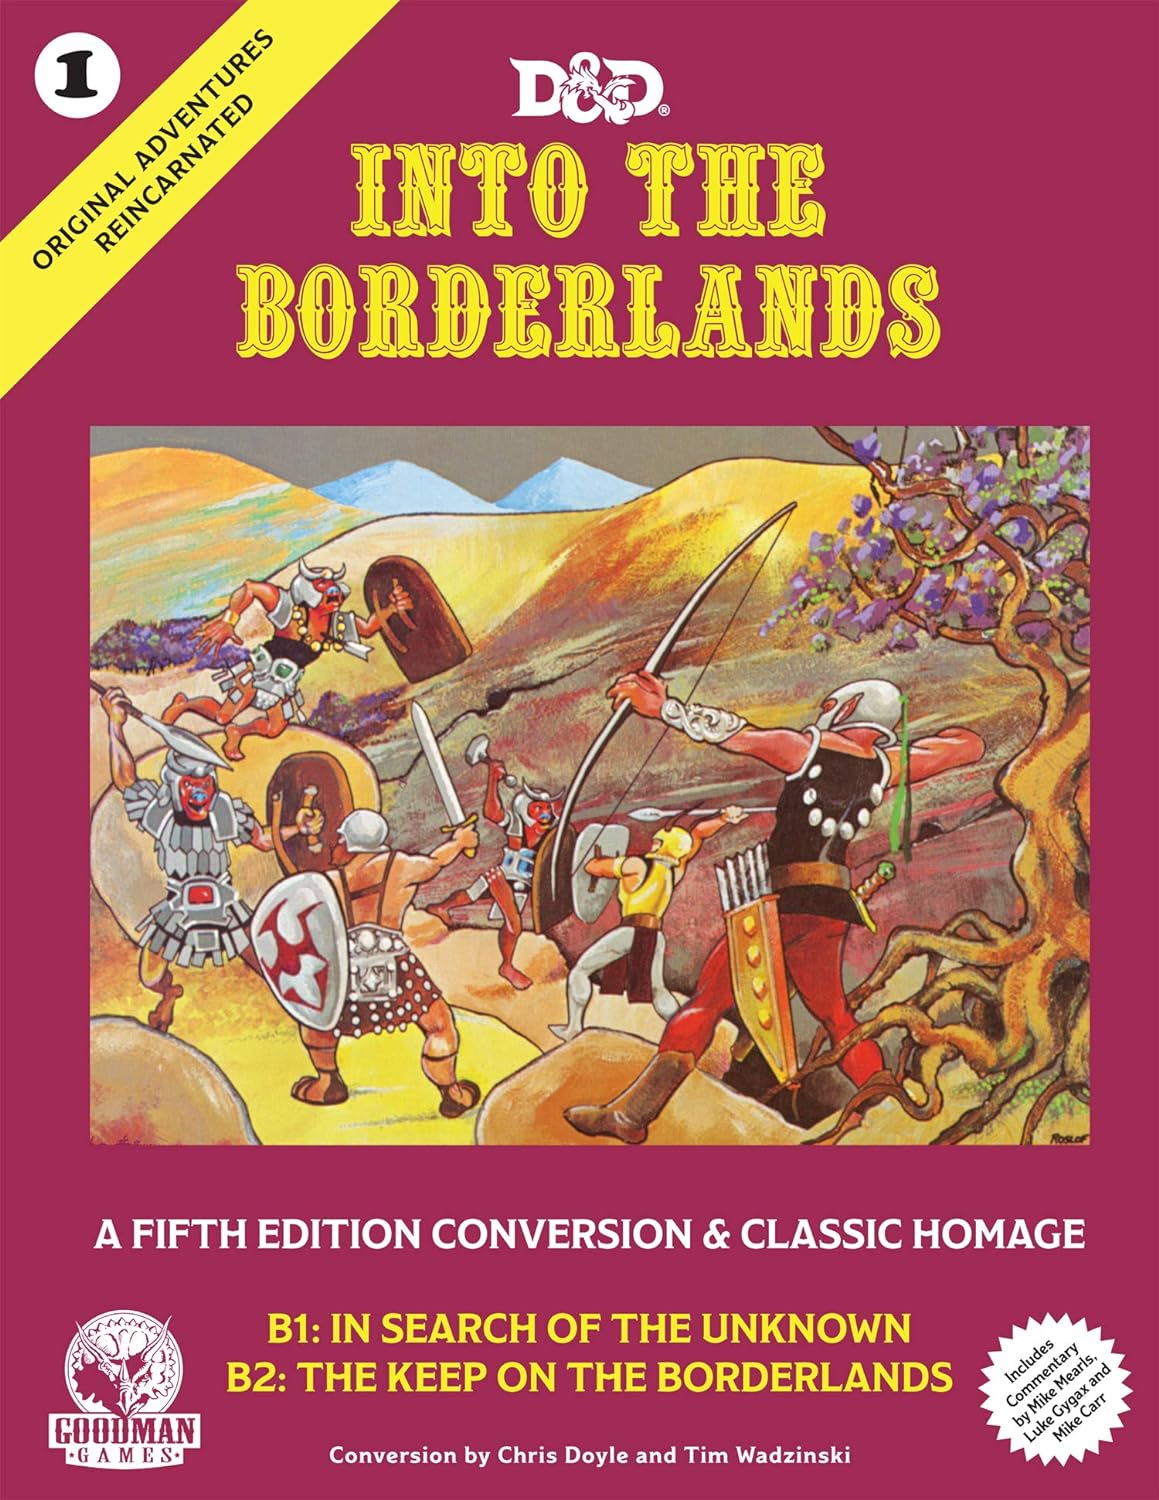 1
ORIGINAL ADVENTURES
REINCARNATED
D&D®
INTO THE
BORDERLANDS
ROSLOF
A FIFTH EDITION CONVERSION & CLASSIC HOMAGE
B1: IN SEARCH OF THE UNKNOWN
B2: THE KEEP ON THE BORDERLANDS
GOODMAN
GAMES
Conversion by Chris Doyle and Tim Wadzinski
Includes
Commentary
by Mike Mearls,
Luke Gygax and
Mike Carr